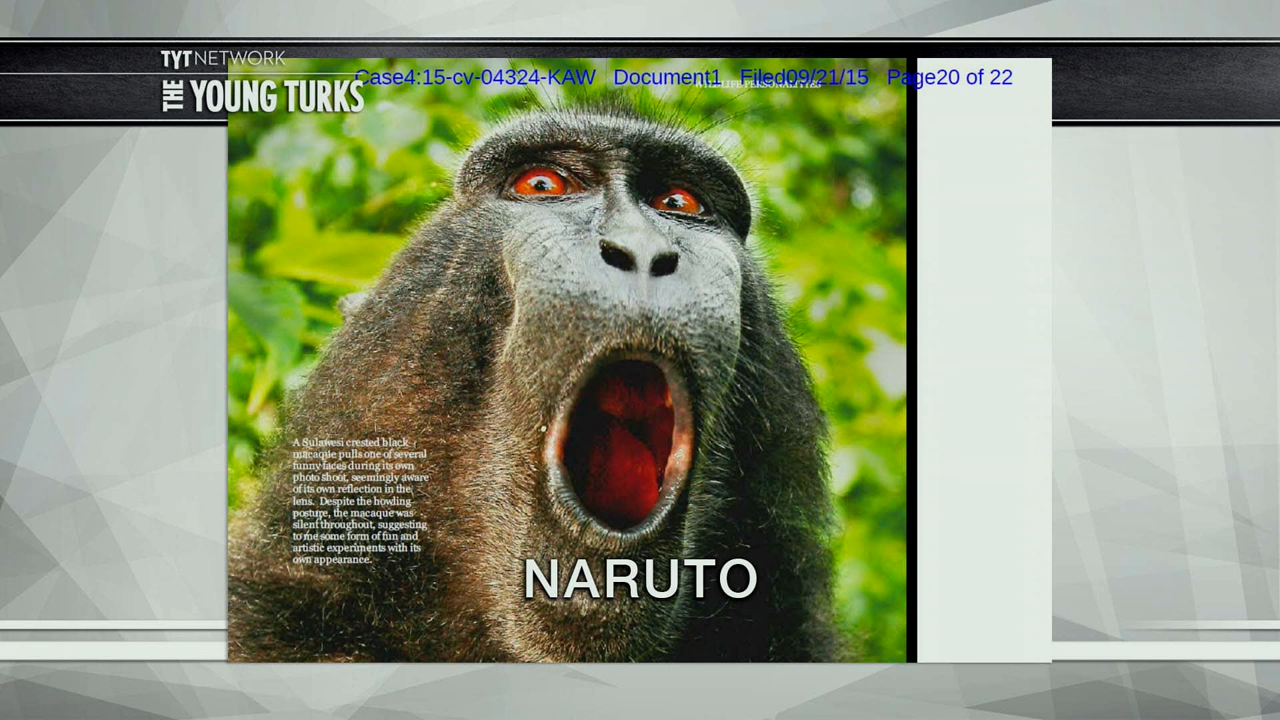 TYT NETWORK
THE YOUNG TURKS
Case4:15-cv-04324-KAW Document1 Filed09/21/15 Page20 of 22
WILDLIFE PERSONALITIES
A Sulawesi crested black
macaque pulls one of several
funny faces during its own
photo shoot, seemingly aware
of its own reflection in the
lens. Despite the howling
posture, the macaque was
silent throughout, suggesting
to me some form of fun and
artistic experiments with its
own appearance.
NARUTO